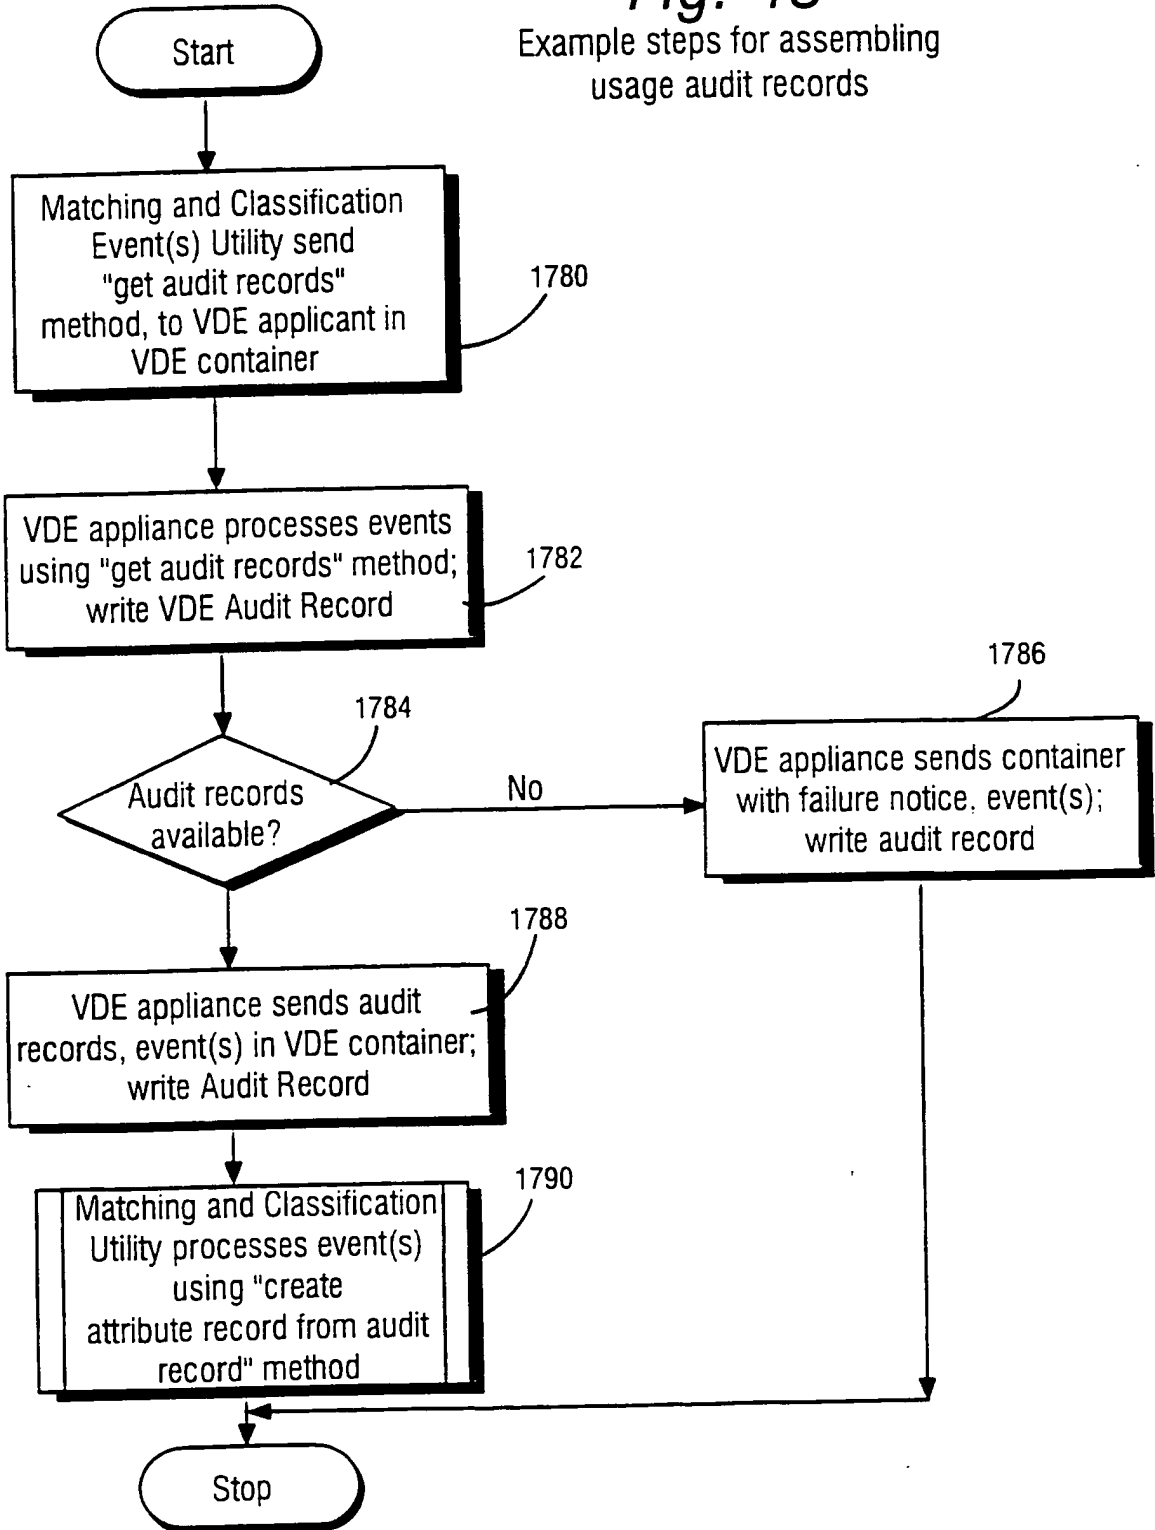 Start
Example steps for assembling
usage audit records
Matching and Classification
Event(s) Utility send
"get audit records"
method, to VDE applicant in
VDE container
1780
VDE appliance processes events
using "get audit records" method;
write VDE Audit Record
1782
1784
Audit records
available?
No
1786
VDE appliance sends container
with failure notice, event(s);
write audit record
1788
VDE appliance sends audit
records, event(s) in VDE container;
write Audit Record
1790
Matching and Classification
Utility processes event(s)
using "create
attribute record from audit
record" method
Stop